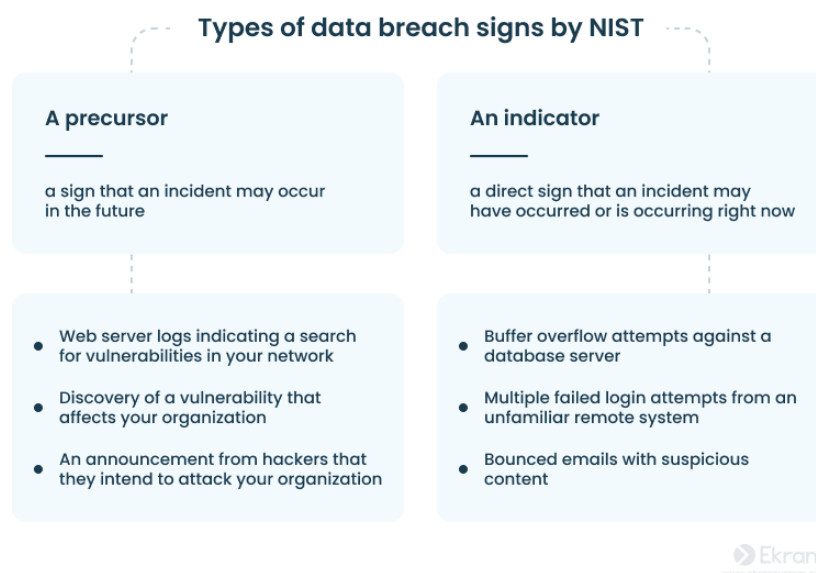 Types of data breach signs by NIST
A precursor
a sign that an incident may occur
in the future
Web server logs indicating a search
for vulnerabilities in your network
Discovery of a vulnerability that
affects your organization
An announcement from hackers that
they intend to attack your organization
An indicator
a direct sign that an incident may
have occurred or is occurring right now
Buffer overflow attempts against a
database server
Multiple failed login attempts from an
unfamiliar remote system
Bounced emails with suspicious
content
Ekran